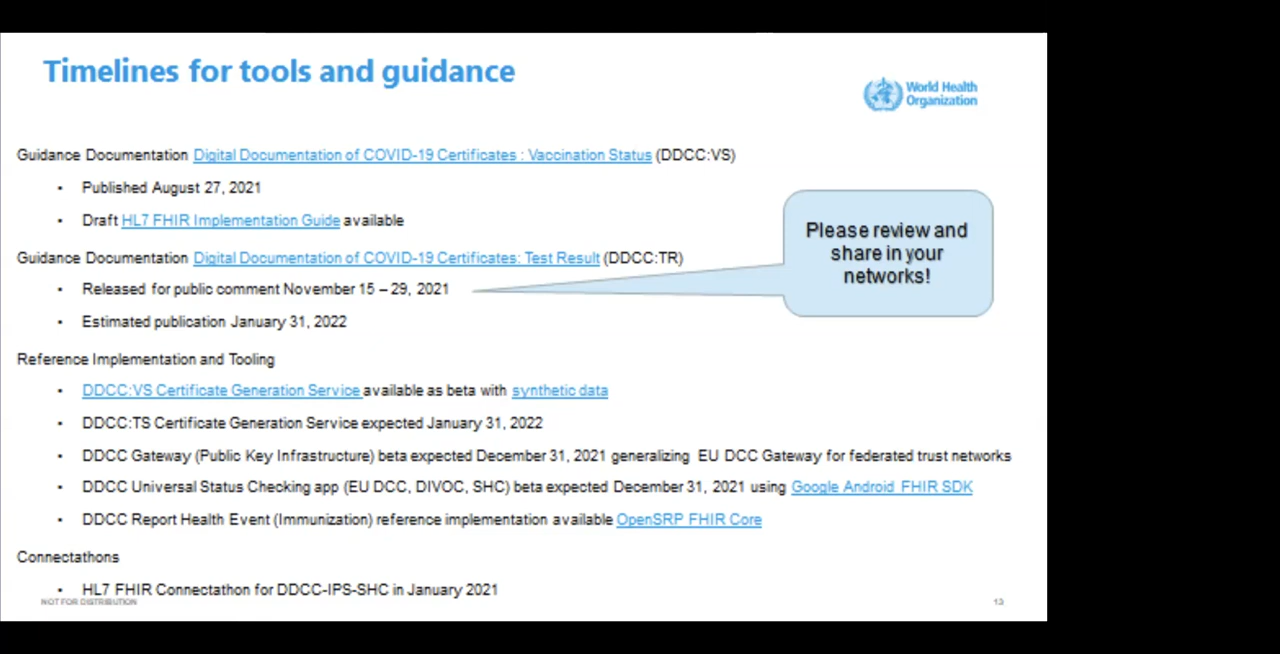 Timelines for tools and guidance
World Health
Organization
Guidance Documentation Digital Documentation of COVID-19 Certificates : Vaccination Status (DDCC:VS)
• Published August 27, 2021
• Draft HL7 FHIR Implementation Guide available
Guidance Documentation Digital Documentation of COVID-19 Certificates: Test Result (DDCC:TR)
• Released for public comment November 15 – 29, 2021
• Estimated publication January 31, 2022
Please review and
share in your
networks!
Reference Implementation and Tooling
• DDCC:VS Certificate Generation Service available as beta with synthetic data
• DDCC:TS Certificate Generation Service expected January 31, 2022
• DDCC Gateway (Public Key Infrastructure) beta expected December 31, 2021 generalizing EU DCC Gateway for federated trust networks
• DDCC Universal Status Checking app (EU DCC, DIVOC, SHC) beta expected December 31, 2021 using Google Android FHIR SDK
• DDCC Report Health Event (Immunization) reference implementation available OpenSRP FHIR Core
Connectathons
• HL7 FHIR Connectathon for DDCC-IPS-SHC in January 2021
NOT FOR DISTRIBUTION
13